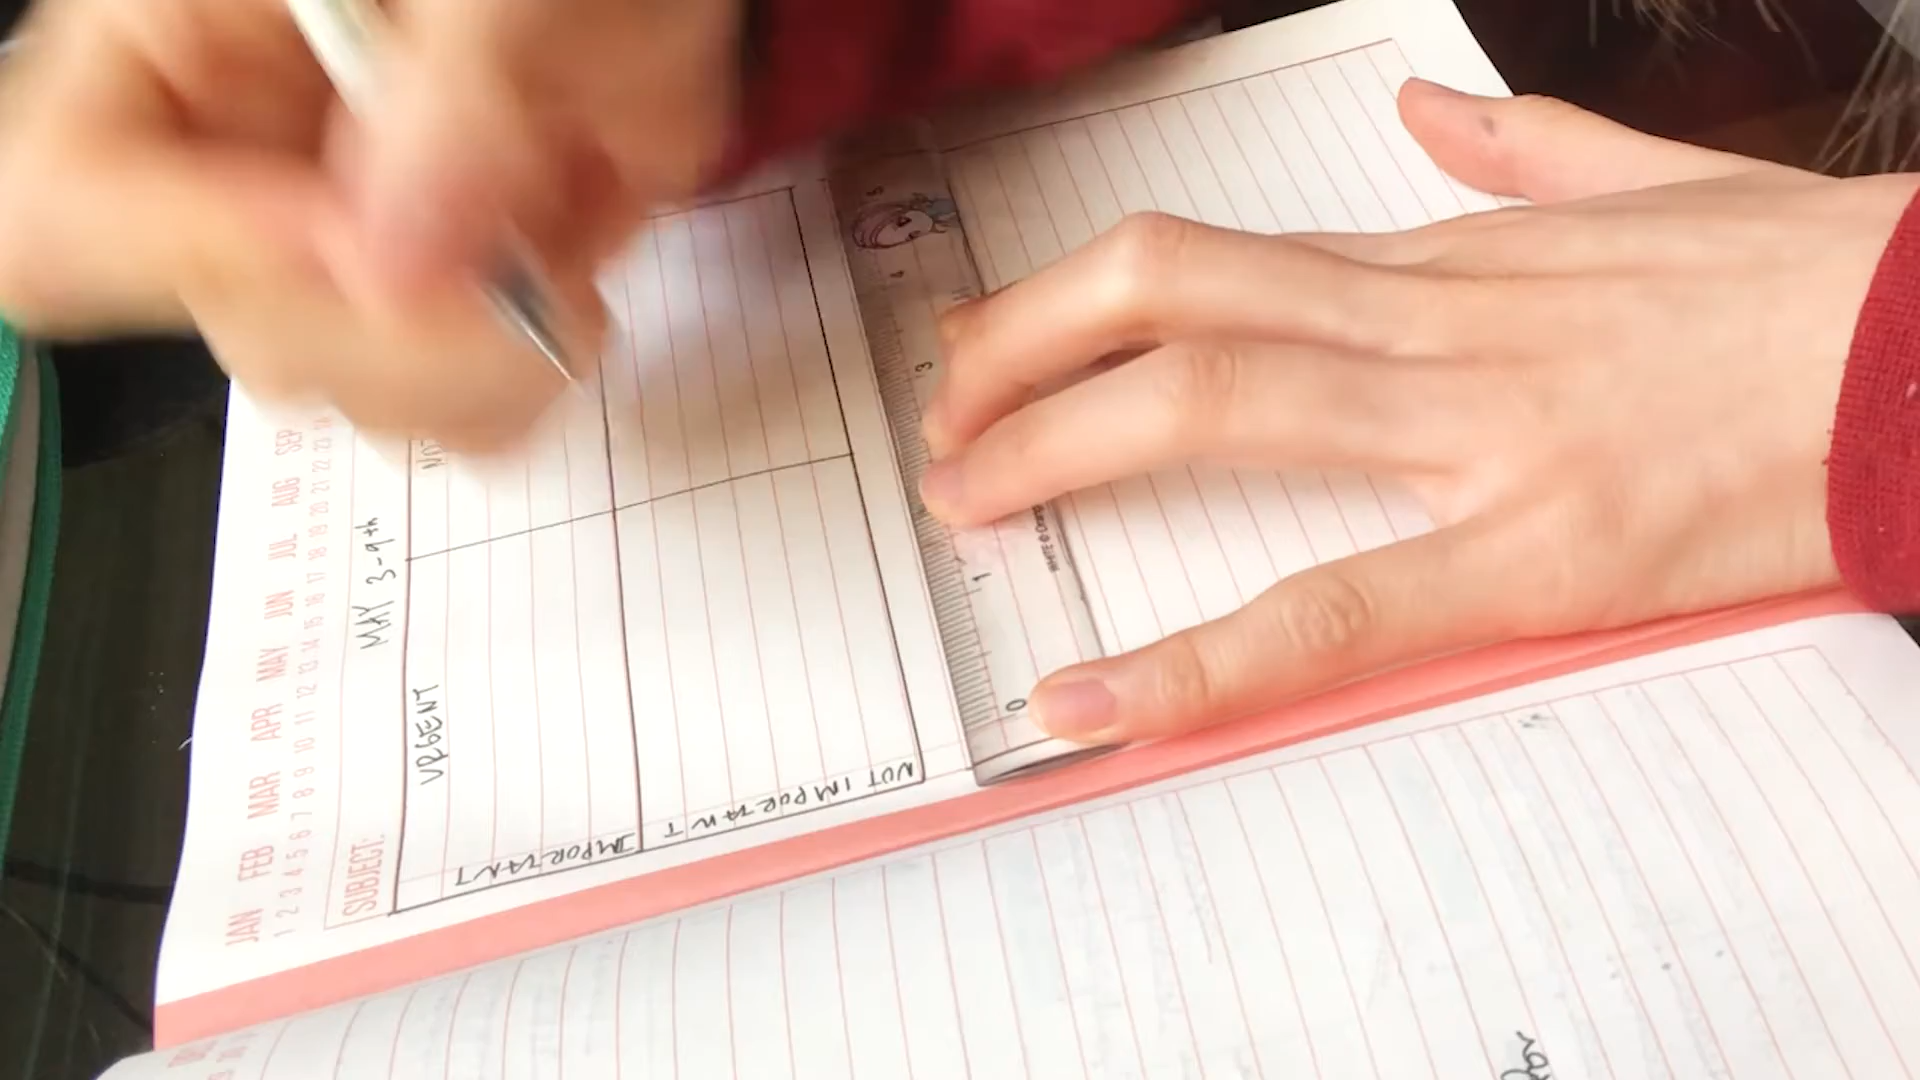 JAN FEB MAR APR MAY JUN JUL AUG SEP
1 2 3 4 5 6 7 8 9 10 11 12 13 14 15 16 17 18 19 20 21 22 23 24
SUBJECT:
MAY 3-9th
URGENT
IMPORTANT
NOT IMPORTANT
0 1 3 4 5